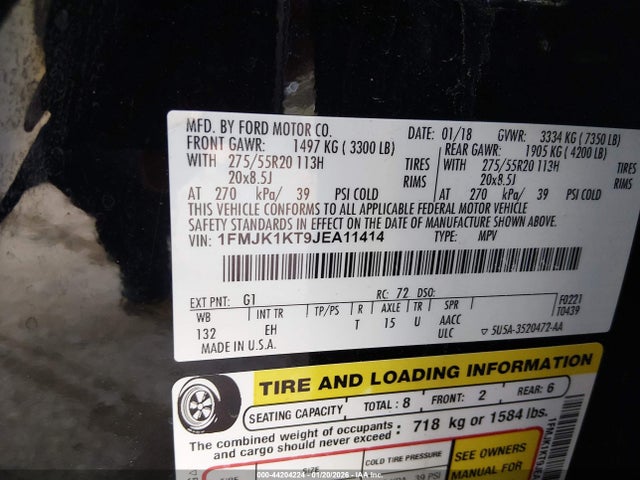 MFD. BY FORD MOTOR CO. DATE: 01/18 GVWR: 3334 KG ( 7350 LB)
FRONT GAWR: 1497 KG ( 3300 LB) REAR GAWR: 1905 KG ( 4200 LB)
WITH 275/55R20 113H TIRES WITH 275/55R20 113H TIRES
20x8.5J RIMS 20x8.5J RIMS
AT 270 kPa/ 39 PSI COLD AT 270 kPa/ 39 PSI COLD
THIS VEHICLE CONFORMS TO ALL APPLICABLE FEDERAL MOTOR VEHICLE
SAFETY STANDARDS IN EFFECT ON THE DATE OF MANUFACTURE SHOWN ABOVE.
VIN: 1FMJK1KT9JEA11414 TYPE: MPV
EXT PNT: G1 RC: 72 DSO: F0221
WB INT TR TP/PS R AXLE TR SPR T0439
132 EH T 15 U AACC
ULC 5U5A-3520472-AA
MADE IN U.S.A.
TIRE AND LOADING INFORMATION
SEATING CAPACITY TOTAL : 8 FRONT: 2 REAR: 6
The combined weight of occupants and cargo should never exceed : 718 kg or 1584 lbs.
COLD TIRE PRESSURE
SEE OWNERS
MANUAL FOR
39 PSI
000-44204224 - 01/20/2026 - IAAI.com